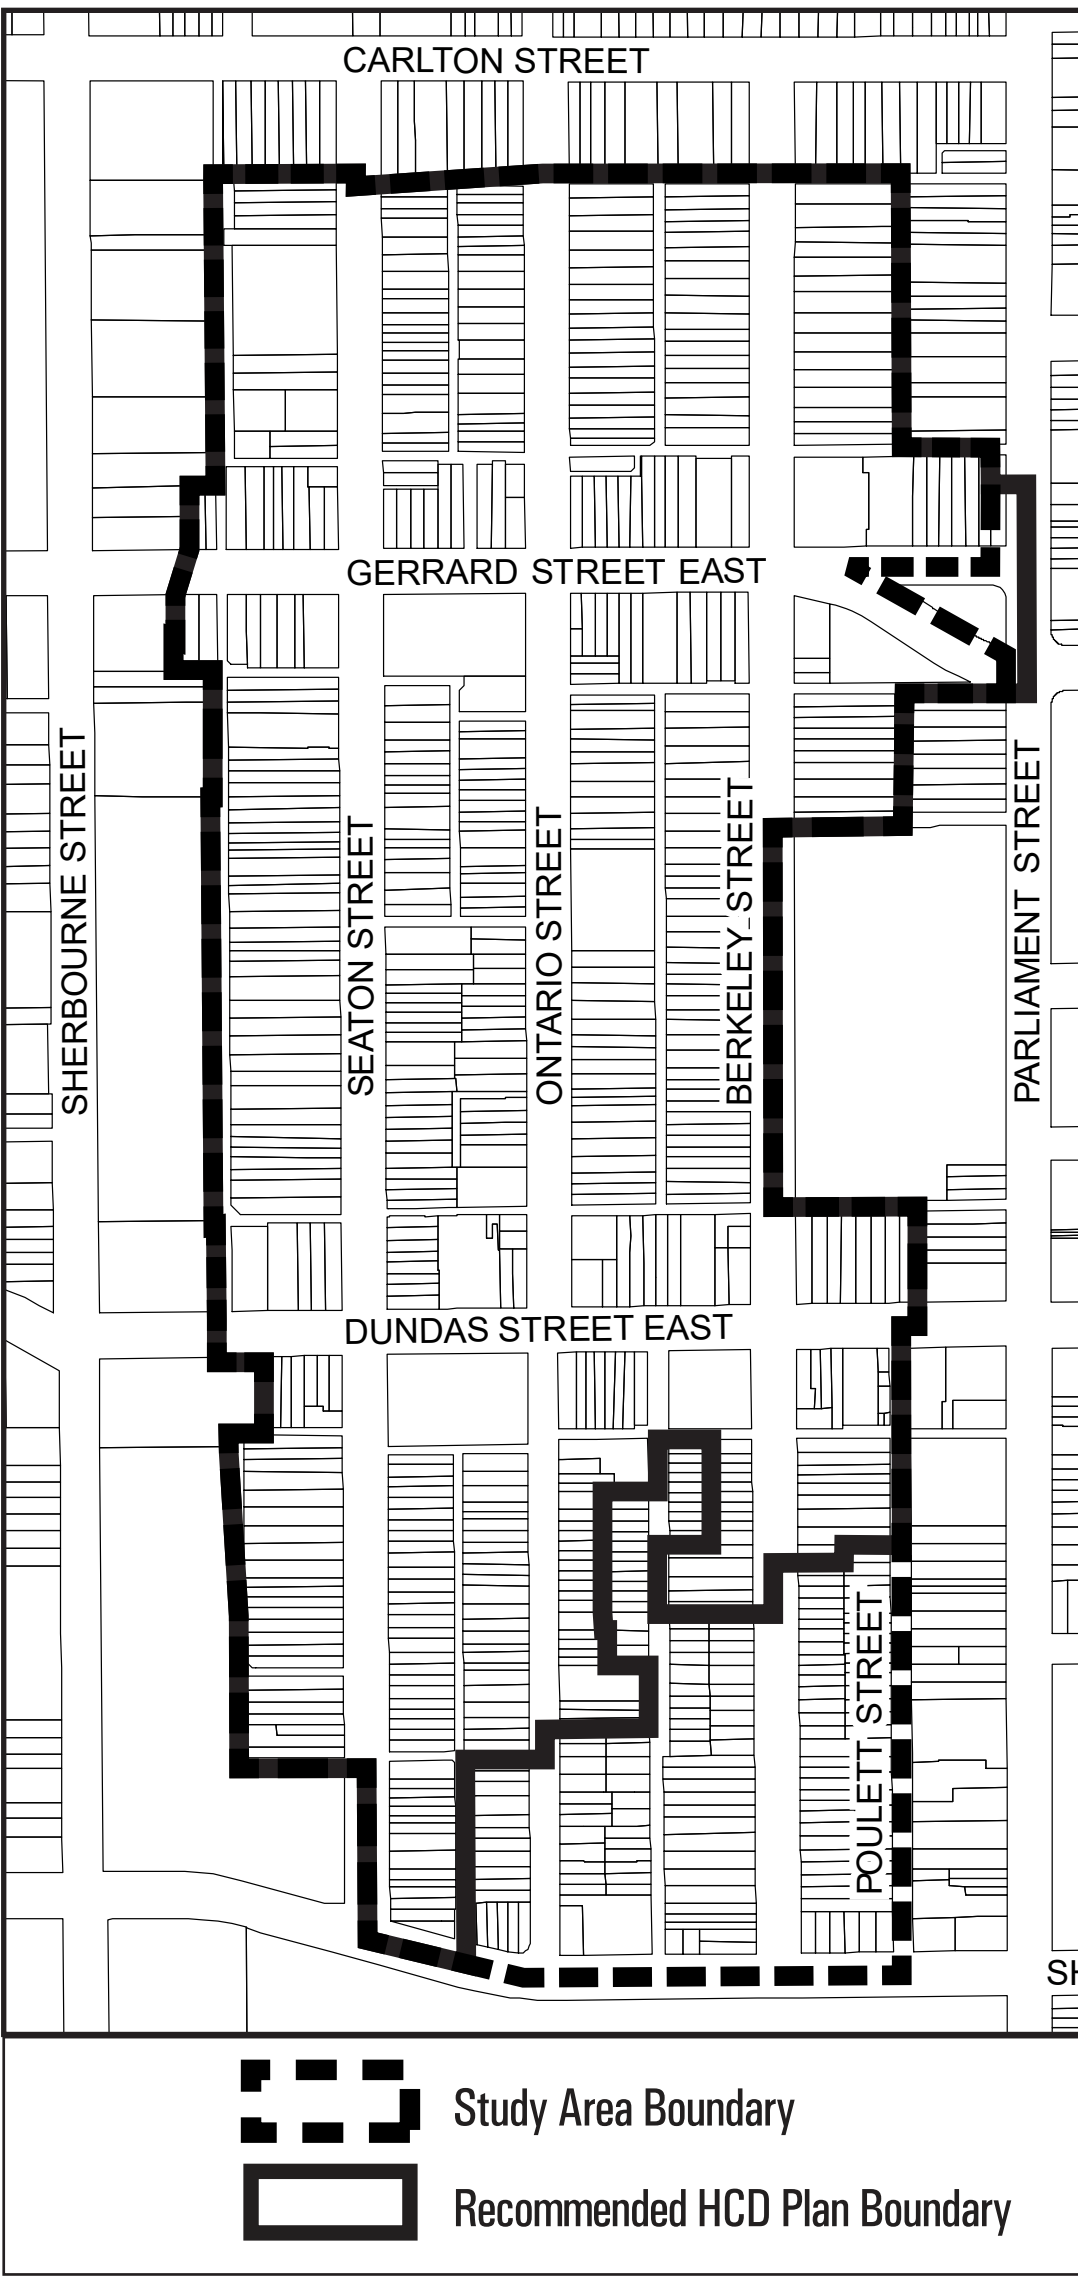 CARLTON STREET
GERRARD STREET EAST
SHERBOURNE STREET
SEATON STREET
ONTARIO STREET
BERKELEY STREET
PARLIAMENT STREET
DUNDAS STREET EAST
POULETT STREET
SH
Study Area Boundary
Recommended HCD Plan Boundary